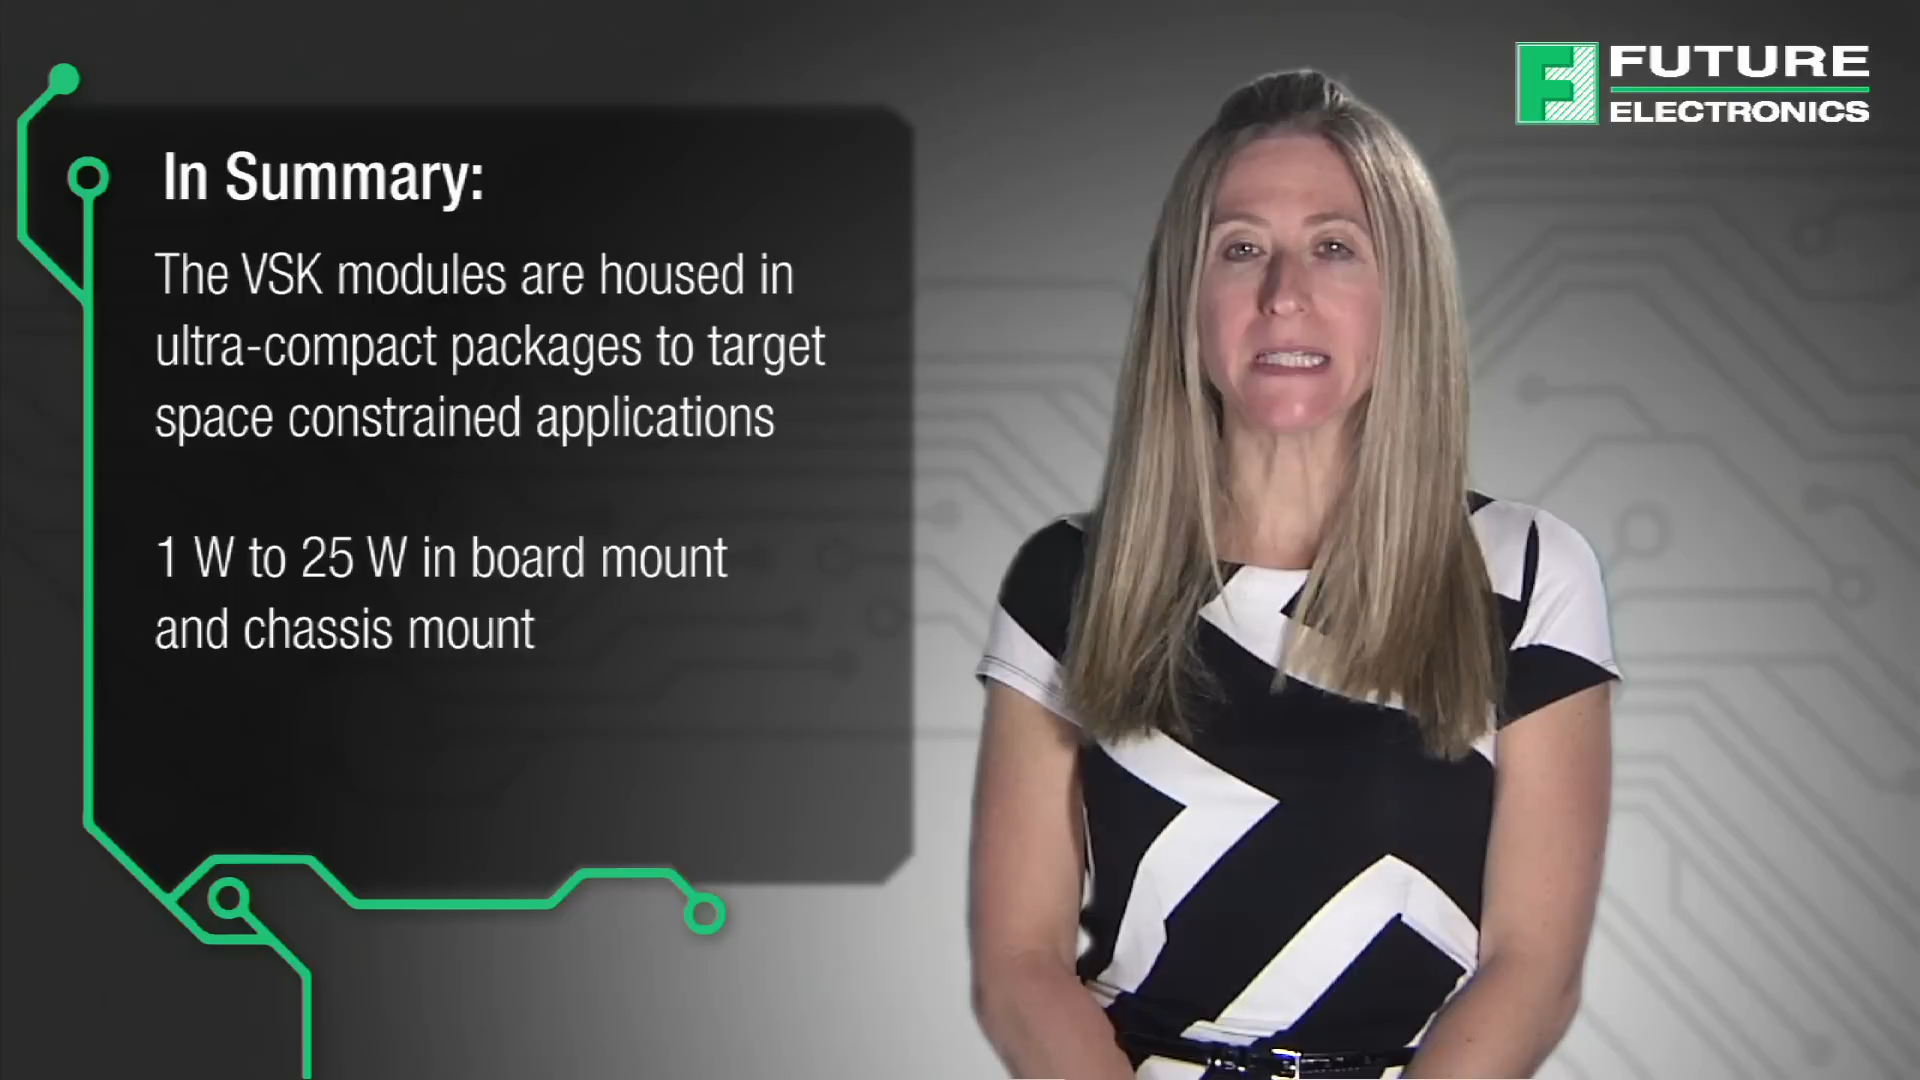 FUTURE
ELECTRONICS
In Summary:
The VSK modules are housed in
ultra-compact packages to target
space constrained applications
1 W to 25 W in board mount
and chassis mount